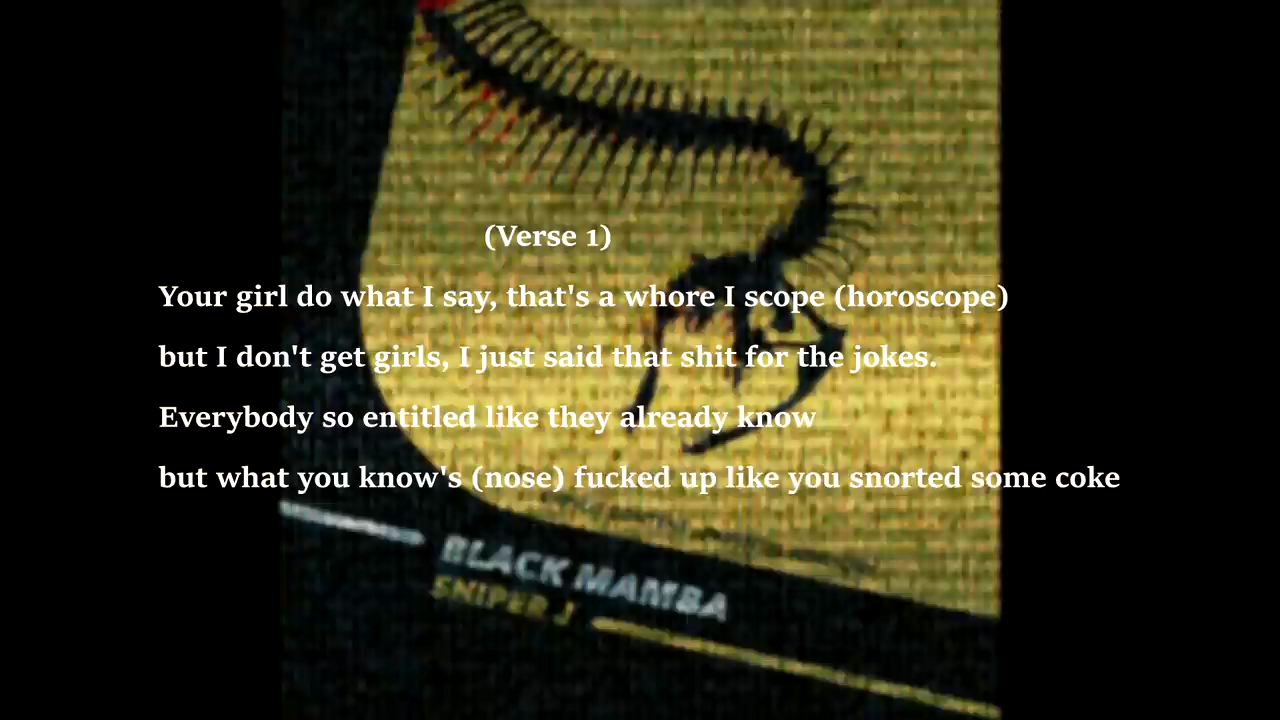 (Verse 1)
Your girl do what I say, that's a whore I scope (horoscope)
but I don't get girls, I just said that shit for the jokes.
Everybody so entitled like they already know
but what you know's (nose) fucked up like you snorted some coke
BLACK MAMBA
SNIPER J